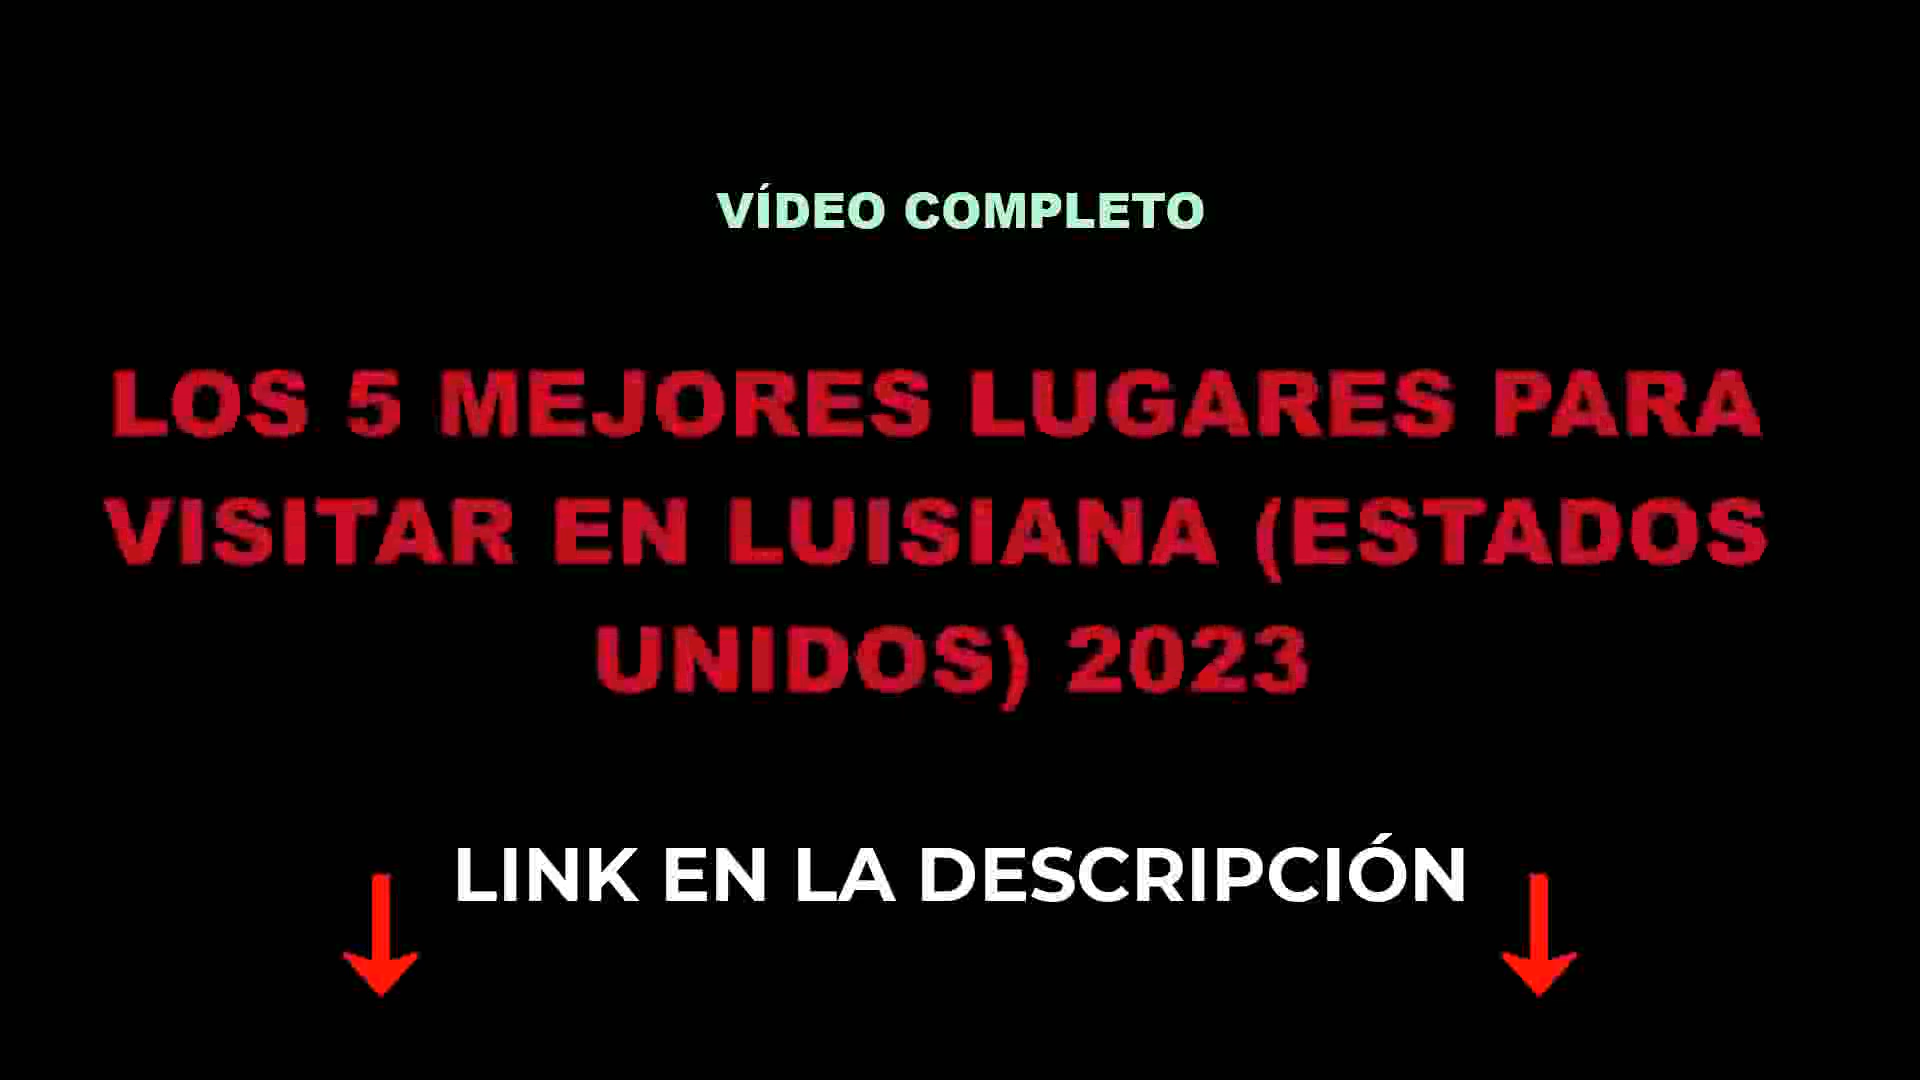 VÍDEO COMPLETO
LOS 5 MEJORES LUGARES PARA
VISITAR EN LUISIANA (ESTADOS
UNIDOS) 2023
LINK EN LA DESCRIPCIÓN